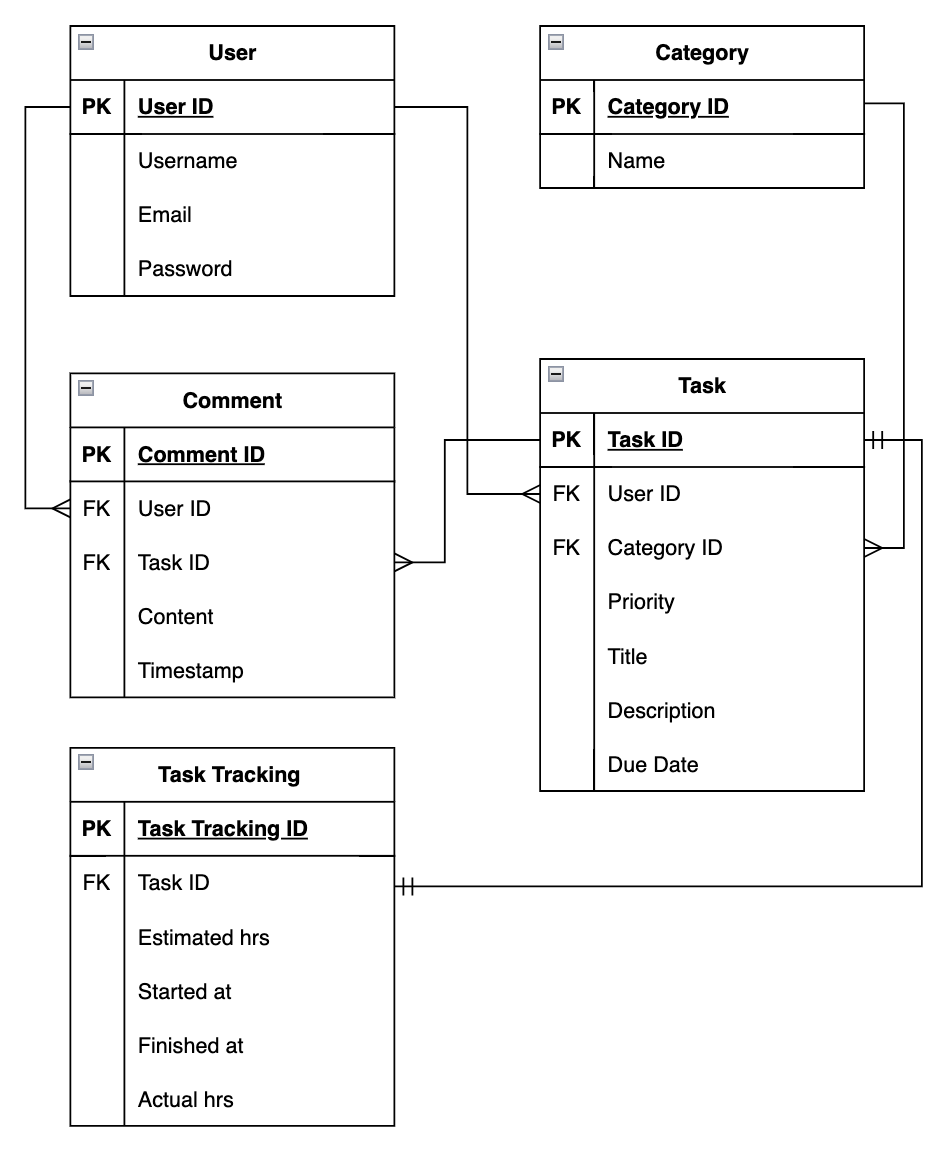 User
PK User ID
Username
Email
Password
Category
PK Category ID
Name
Comment
PK Comment ID
FK User ID
FK Task ID
Content
Timestamp
Task
PK Task ID
FK User ID
FK Category ID
Priority
Title
Description
Due Date
Task Tracking
PK Task Tracking ID
FK Task ID
Estimated hrs
Started at
Finished at
Actual hrs